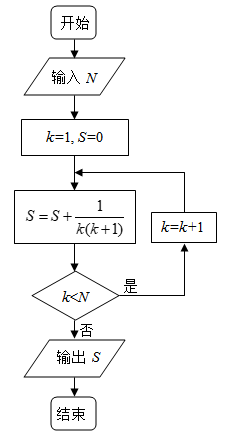 开始
输入 N
k=1, S=0
S = S + 1/k(k+1)
k=k+1
k<N
是
否
输出 S
结束